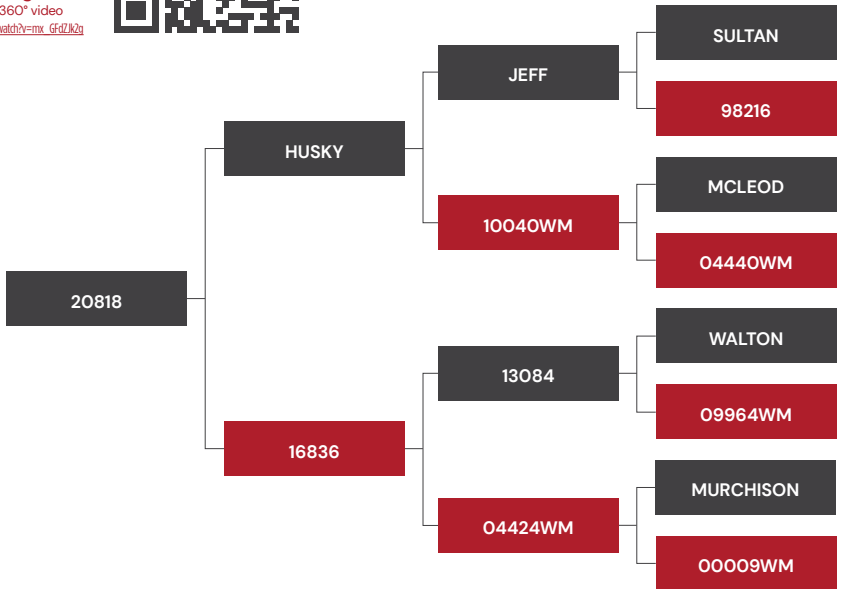 360° video
watch?v=mx_GFdZJk2g
SULTAN
JEFF
98216
HUSKY
MCLEOD
10040WM
04440WM
20818
WALTON
13084
09964WM
16836
MURCHISON
04424WM
00009WM